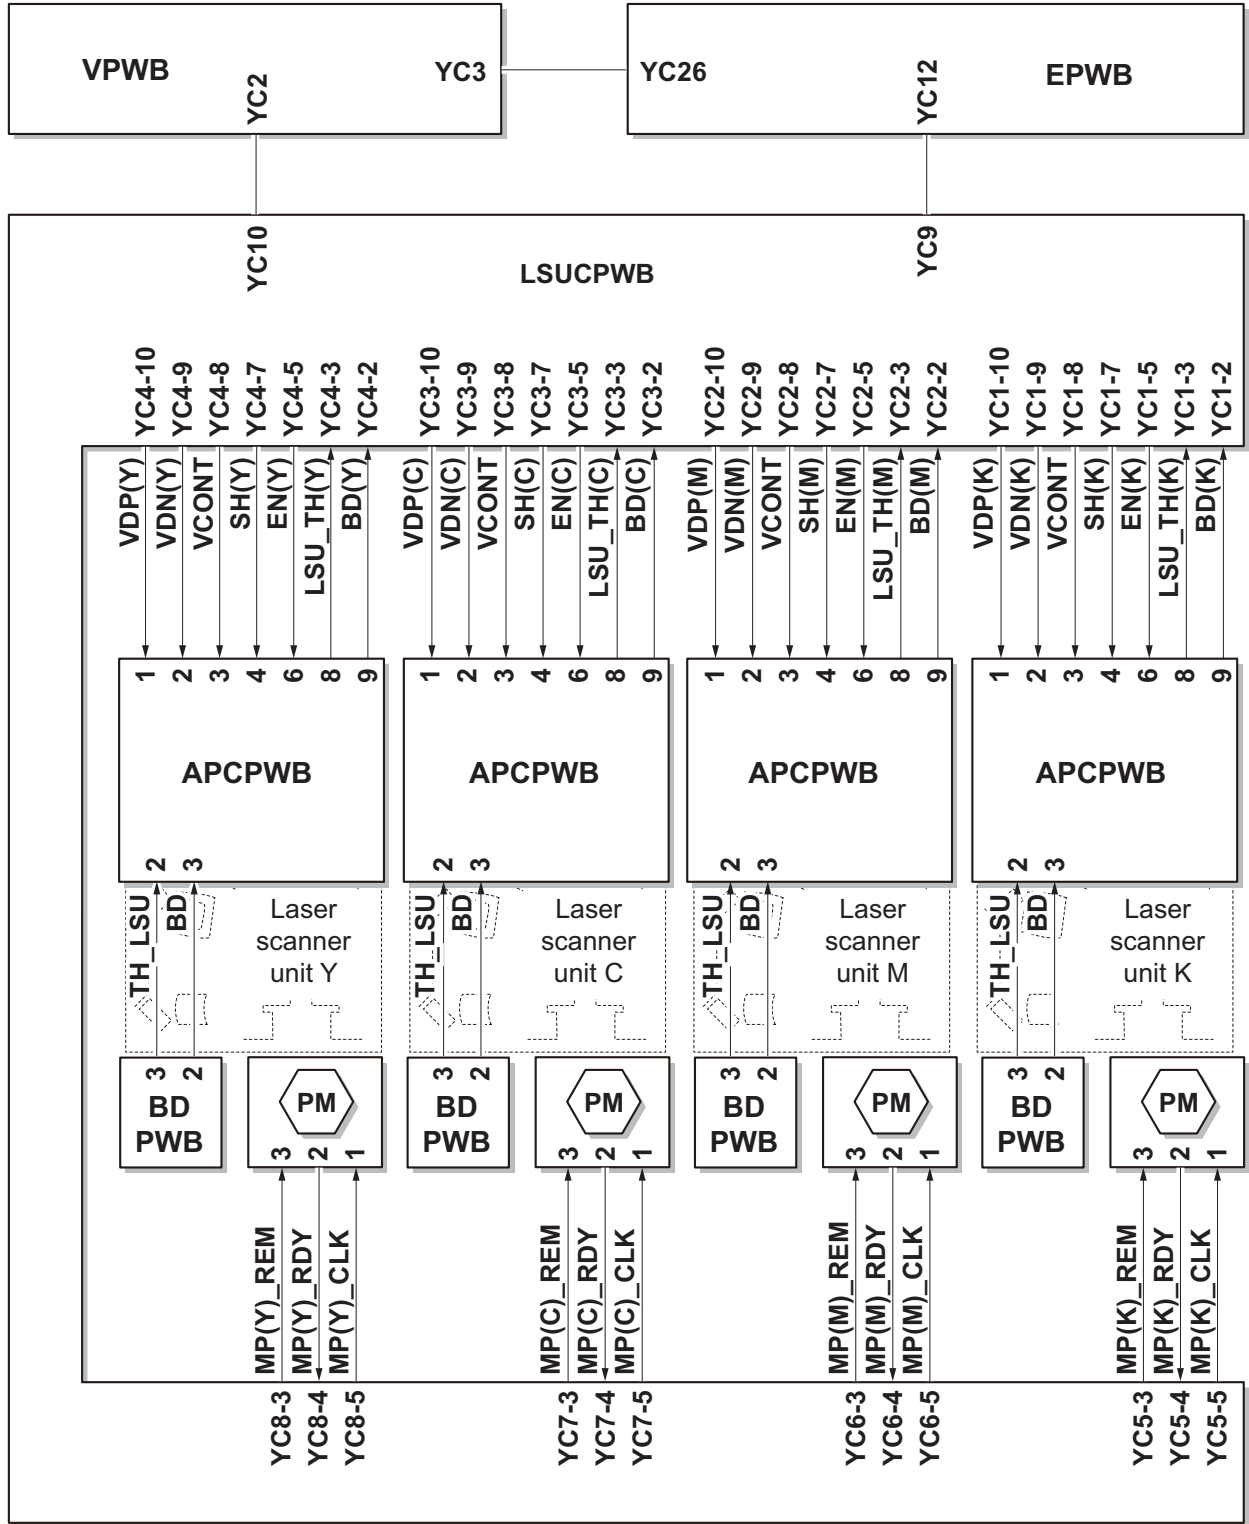 VPWB
YC3
YC2
YC26
YC12
EPWB
YC10
YC9
LSUCPWB
YC4-10
YC4-9
YC4-8
YC4-7
YC4-5
YC4-3
YC4-2
YC3-10
YC3-9
YC3-8
YC3-7
YC3-5
YC3-3
YC3-2
YC2-10
YC2-9
YC2-8
YC2-7
YC2-5
YC2-3
YC2-2
YC1-10
YC1-9
YC1-8
YC1-7
YC1-5
YC1-3
YC1-2
VDP(Y)
VDN(Y)
VCONT
SH(Y)
EN(Y)
LSU_TH(Y)
BD(Y)
VDP(C)
VDN(C)
VCONT
SH(C)
EN(C)
LSU_TH(C)
BD(C)
VDP(M)
VDN(M)
VCONT
SH(M)
EN(M)
LSU_TH(M)
BD(M)
VDP(K)
VDN(K)
VCONT
SH(K)
EN(K)
LSU_TH(K)
BD(K)
1
2
3
4
6
8
9
1
2
3
4
6
8
9
1
2
3
4
6
8
9
1
2
3
4
6
8
9
APCPWB
APCPWB
APCPWB
APCPWB
2
3
2
3
2
3
2
3
TH_LSU
BD
Laser
scanner
unit Y
TH_LSU
BD
Laser
scanner
unit C
TH_LSU
BD
Laser
scanner
unit M
TH_LSU
BD
Laser
scanner
unit K
3
2
BD
PWB
PM
3
2
1
3
2
BD
PWB
PM
3
2
1
3
2
BD
PWB
PM
3
2
1
3
2
BD
PWB
PM
3
2
1
MP(Y)_REM
MP(Y)_RDY
MP(Y)_CLK
MP(C)_REM
MP(C)_RDY
MP(C)_CLK
MP(M)_REM
MP(M)_RDY
MP(M)_CLK
MP(K)_REM
MP(K)_RDY
MP(K)_CLK
YC8-3
YC8-4
YC8-5
YC7-3
YC7-4
YC7-5
YC6-3
YC6-4
YC6-5
YC5-3
YC5-4
YC5-5